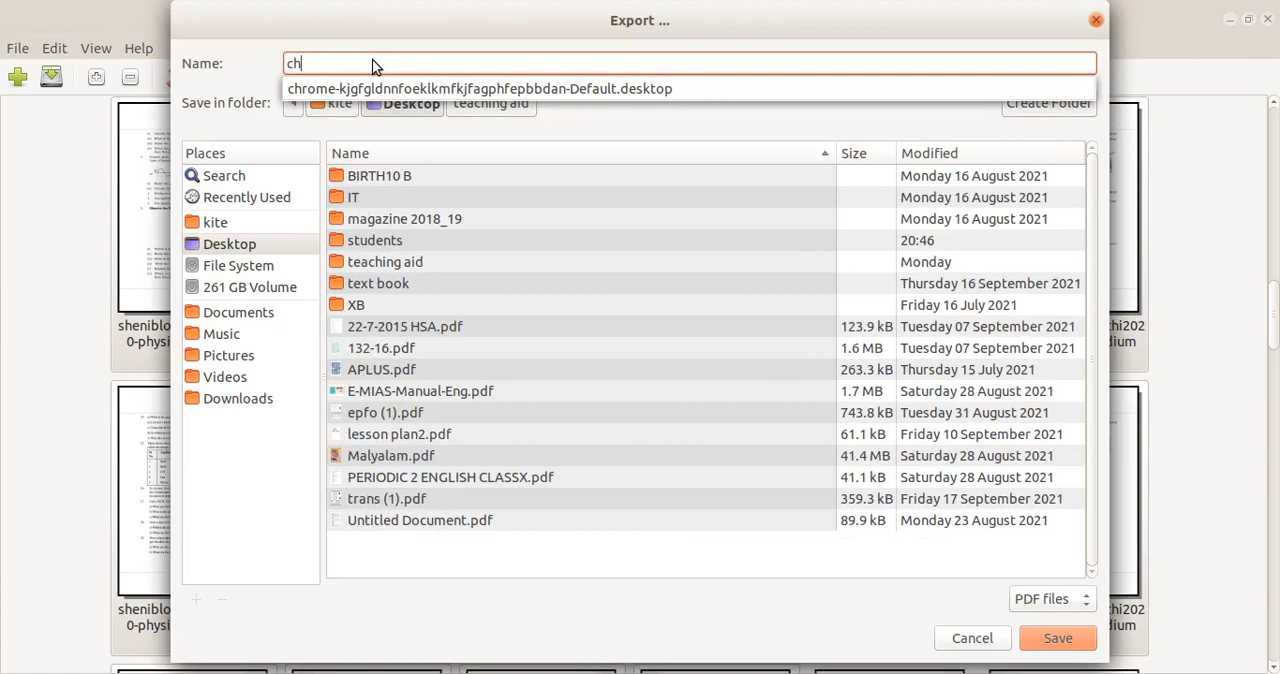 Export ...
File Edit View Help
Name: ch
chrome-kjgfgldnnfoeklkmfkjfagphfepbbdan-Default.desktop
Save in folder: kite Desktop teaching aid Create Folder
Places
Search
Recently Used
kite
Desktop
File System
261 GB Volume
Documents
Music
Pictures
Videos
Downloads
Name Size Modified
BIRTH10 B Monday 16 August 2021
IT Monday 16 August 2021
magazine 2018_19 Monday 16 August 2021
students 20:46
teaching aid Monday
text book Thursday 16 September 2021
XB Friday 16 July 2021
22-7-2015 HSA.pdf 123.9 kB Tuesday 07 September 2021
132-16.pdf 1.6 MB Tuesday 07 September 2021
APLUS.pdf 263.3 kB Thursday 15 July 2021
E-MIAS-Manual-Eng.pdf 1.7 MB Saturday 28 August 2021
epfo (1).pdf 743.8 kB Tuesday 31 August 2021
lesson plan2.pdf 61.1 kB Friday 10 September 2021
Malyalam.pdf 41.4 MB Saturday 28 August 2021
PERIODIC 2 ENGLISH CLASSX.pdf 41.1 kB Saturday 28 August 2021
trans (1).pdf 359.3 kB Friday 17 September 2021
Untitled Document.pdf 89.9 kB Monday 23 August 2021
PDF files
Cancel Save
sheniblo
0-physi
chi202
dium
sheniblo
0-physi
chi202
dium